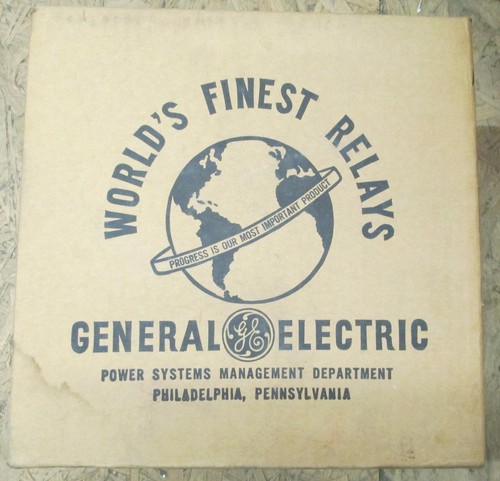 WORLD'S FINEST RELAYS
PROGRESS IS OUR MOST IMPORTANT PRODUCT
GENERAL GE ELECTRIC
POWER SYSTEMS MANAGEMENT DEPARTMENT
PHILADELPHIA, PENNSYLVANIA